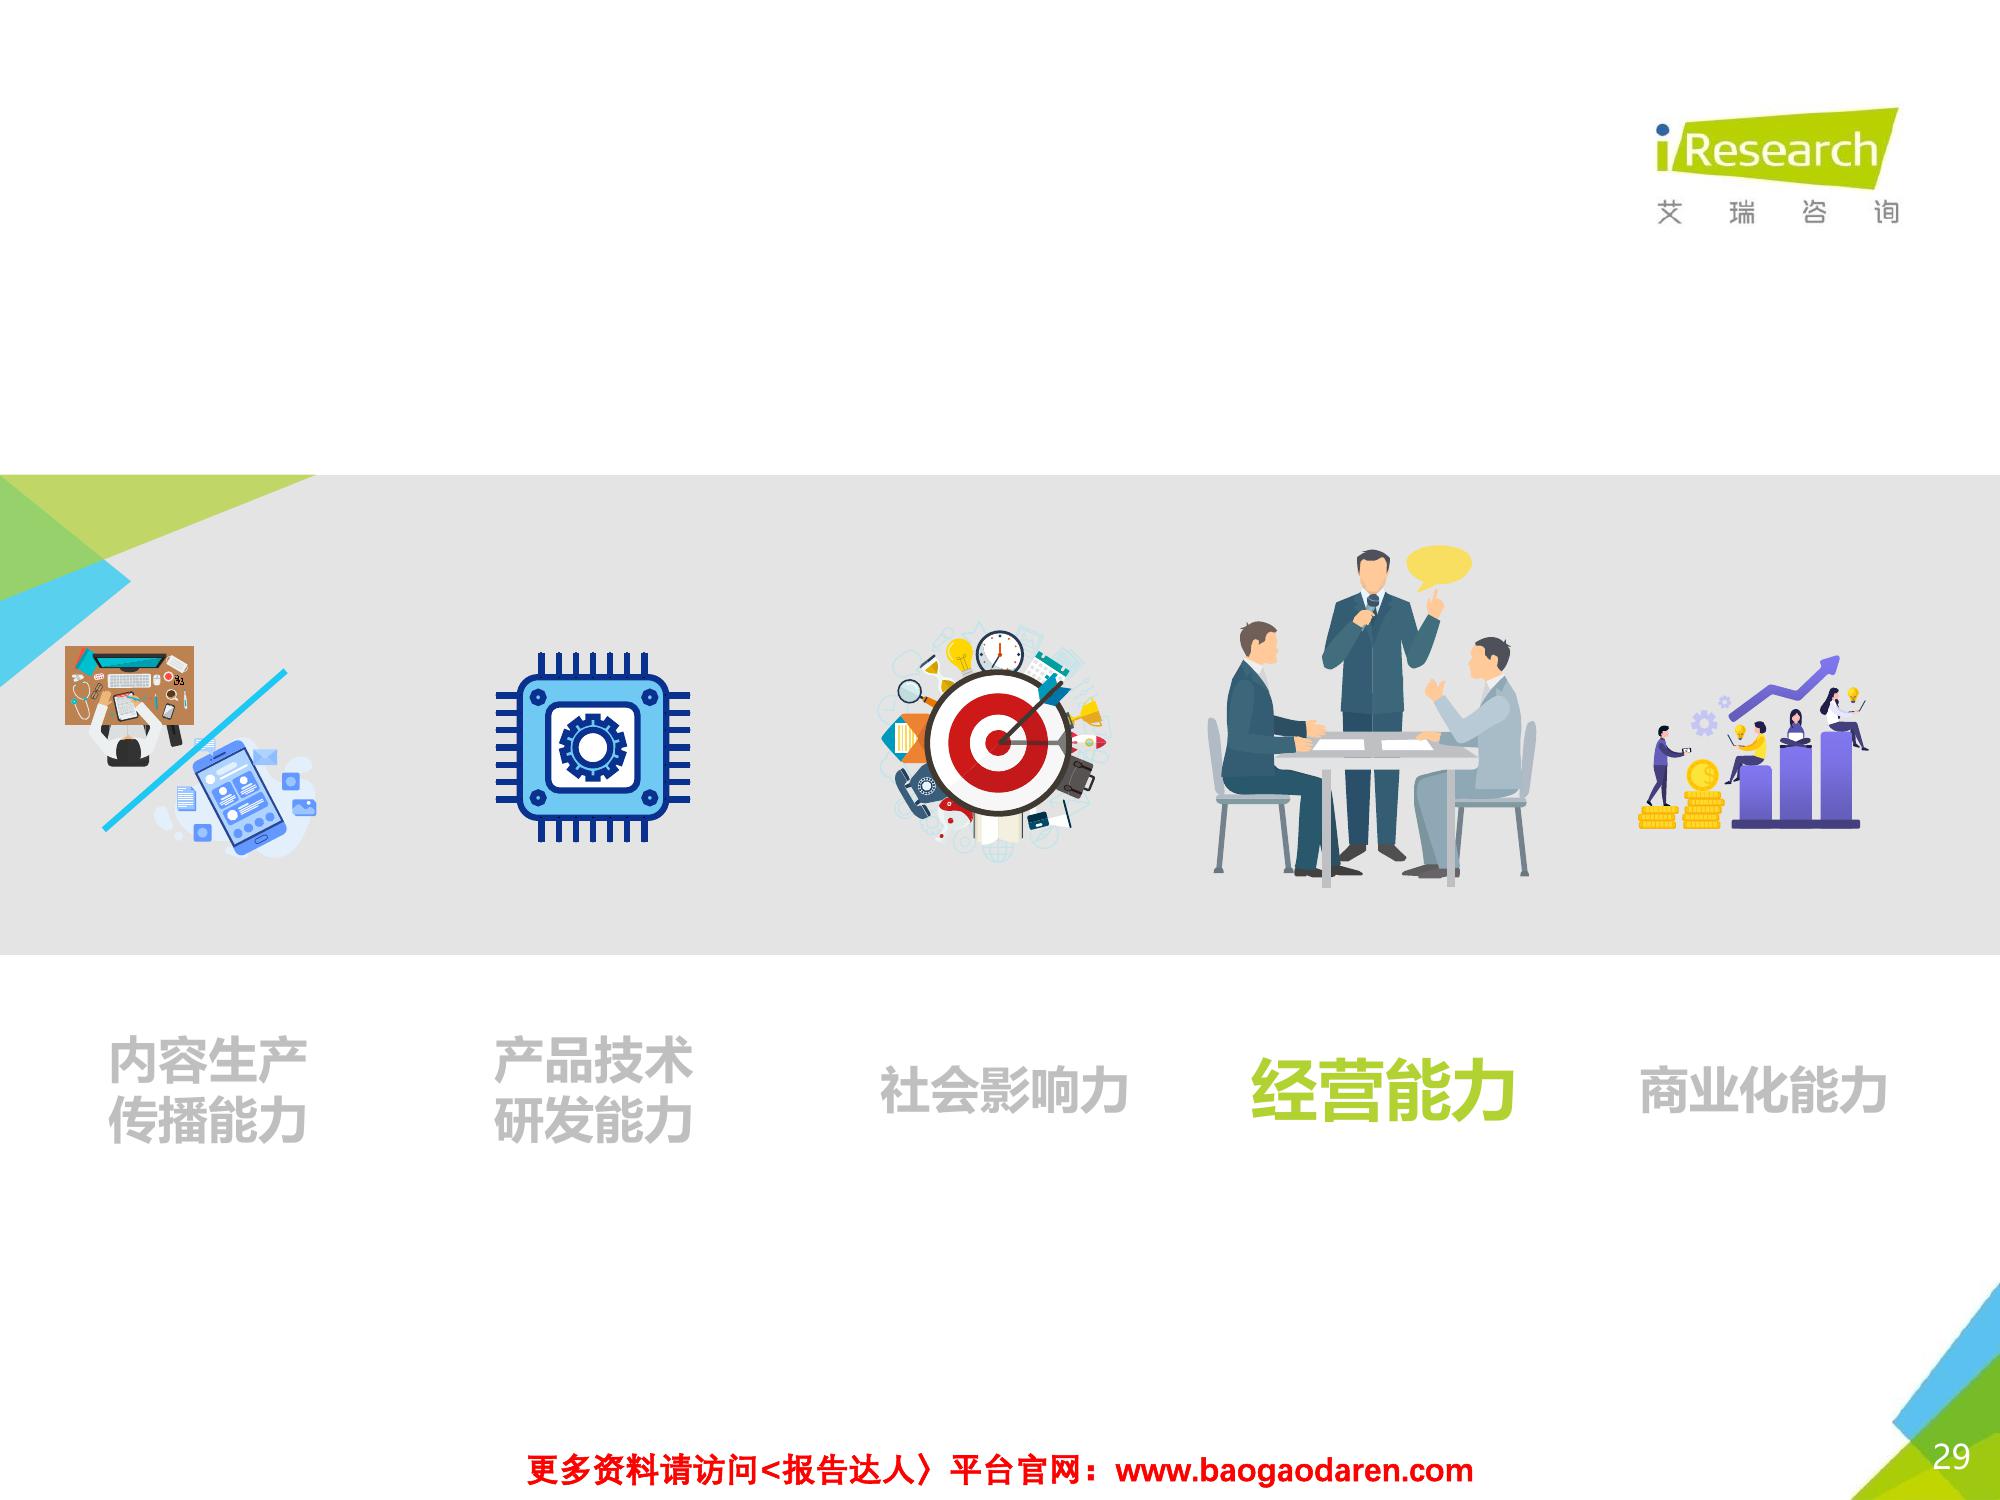 iResearch
艾瑞咨询
内容生产
传播能力
产品技术
研发能力
社会影响力
经营能力
商业化能力
29
更多资料请访问<报告达人〉平台官网：www.baogaodaren.com